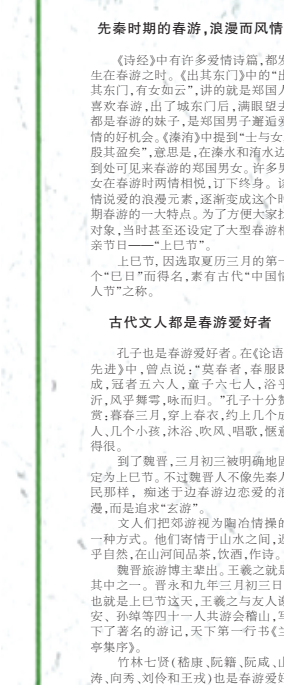 先秦时期的春游,浪漫而风情
《诗经》中有许多爱情诗篇,都发
生在春游之时。《出其东门》中的“出
其东门,有女如云”,讲的就是郑国人
喜欢春游,出了城东门后,满眼望去
都是春游的妹子,是郑国男子邂逅爱
情的好机会。《溱洧》中提到“士与女,
殷其盈矣”,意思是,在溱水和洧水边
到处可见来春游的郑国男女。许多男
女在春游时两情相悦,订下终身。谈
情说爱的浪漫元素,逐渐变成这个时
期春游的一大特点。为了方便大家找
对象,当时甚至还设定了大型春游相
亲节日——“上巳节”。
上巳节,因选取夏历三月的第一
个“巳日”而得名,素有古代“中国情
人节”之称。
古代文人都是春游爱好者
孔子也是春游爱好者。在《论语·
先进》中,曾点说:“莫春者,春服既
成,冠者五六人,童子六七人,浴乎
沂,风乎舞雩,咏而归。”孔子十分赞
赏:暮春三月,穿上春衣,约上几个成
人、几个小孩,沐浴、吹风、唱歌,惬意
得很。
到了魏晋,三月初三被明确地固
定为上巳节。不过魏晋人不像先秦人
民那样，痴迷于边春游边恋爱的浪
漫,而是追求“玄游”。
文人们把郊游视为陶冶情操的
一种方式。他们寄情于山水之间,近
乎自然,在山河间品茶,饮酒,作诗。
魏晋旅游博主辈出。王羲之就是
其中之一。晋永和九年三月初三日,
也就是上巳节这天,王羲之与友人谢
安、孙绰等四十一人共游会稽山,写
下了著名的游记,天下第一行书《兰
亭集序》。
竹林七贤(嵇康、阮籍、阮咸、山
涛、向秀、刘伶和王戎)也是春游爱好